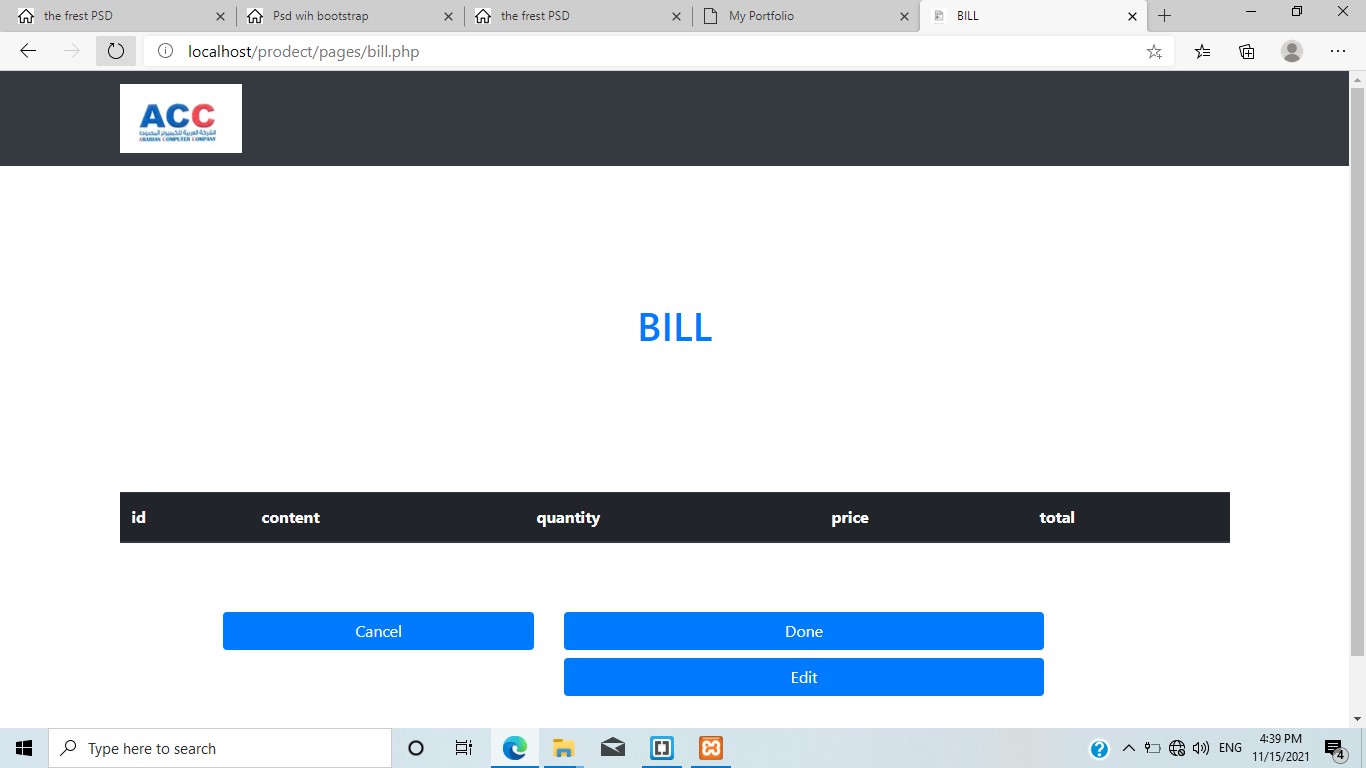 the frest PSD
Psd wih bootstrap
the frest PSD
My Portfolio
BILL
localhost/prodect/pages/bill.php
ACC
الشركة العربية للكمبيوتر المحدودة
ARABIAN COMPUTER COMPANY
BILL
id content quantity price total
Cancel Done
Edit
Type here to search
ENG
4:39 PM
11/15/2021
4